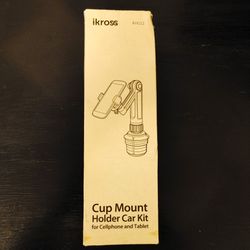 ikross
Cup Mount
Holder Car Kit
for Cellphone and Tablet